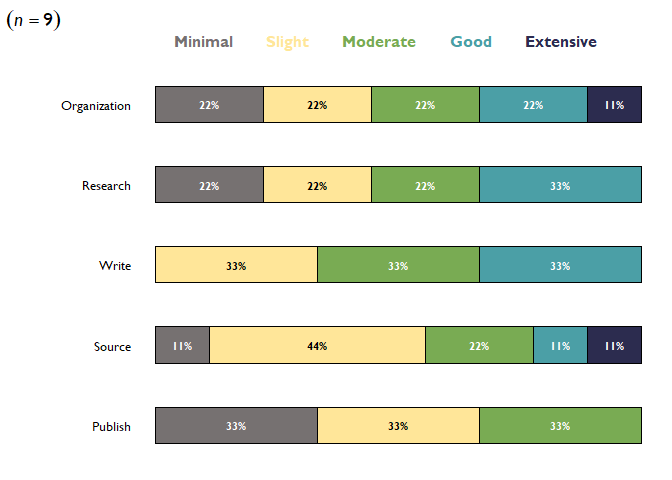 (n = 9)
Minimal Slight Moderate Good Extensive
Organization 22% 22% 22% 22% 11%
Research 22% 22% 22% 33%
Write 33% 33% 33%
Source 11% 44% 22% 11% 11%
Publish 33% 33% 33%